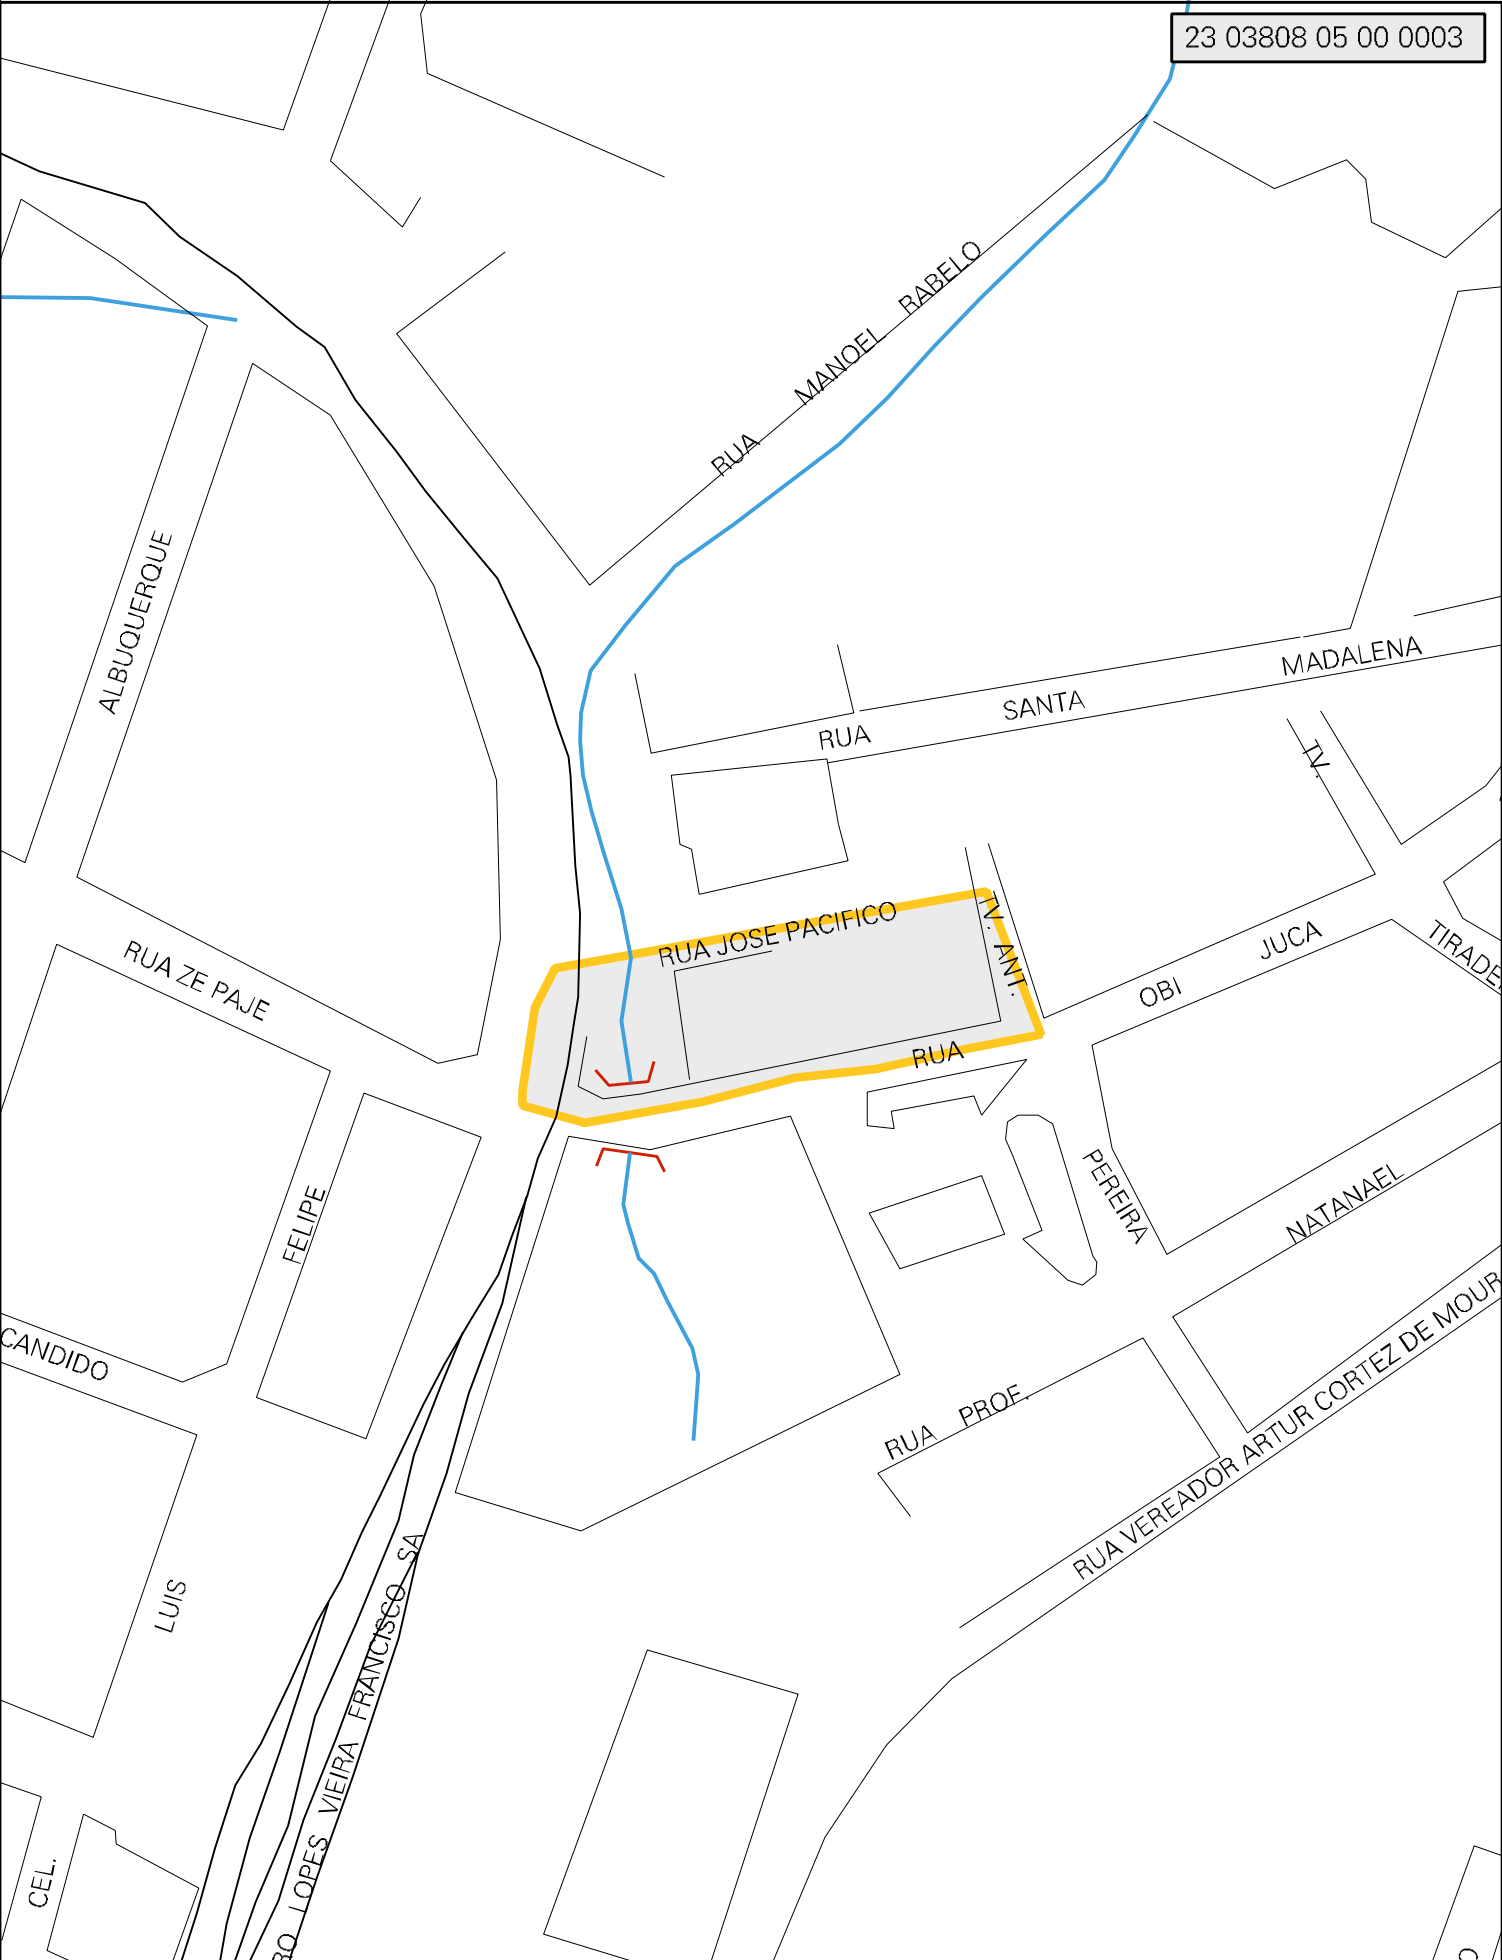 23 03808 05 00 0003
RUA MANOEL RABELO
ALBUQUERQUE
RUA SANTA MADALENA
TV.
RUA JOSE PACIFICO
TV. ANT.
RUA ZE PAJE
OBI JUCA
RUA
PEREIRA
NATANAEL
FELIPE
CANDIDO
RUA PROF.
RUA VEREADOR ARTUR CORTEZ DE MOUR
LUIS
LOPES VIEIRA FRANCISCO SA
CEL.